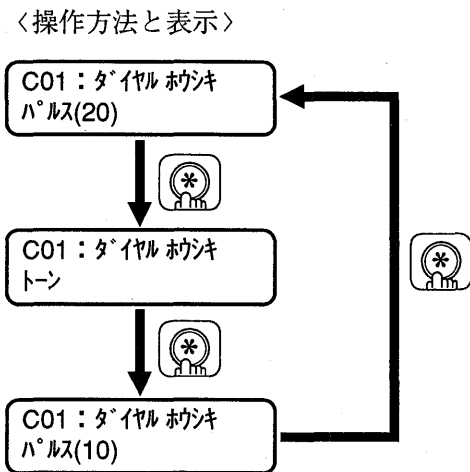 〈操作方法と表示〉
C01：ﾀﾞｲﾔﾙ ﾎｳｼｷ
ﾊﾟﾙｽ(20)
*
C01：ﾀﾞｲﾔﾙ ﾎｳｼｷ
ﾄｰﾝ
*
*
C01：ﾀﾞｲﾔﾙ ﾎｳｼｷ
ﾊﾟﾙｽ(10)